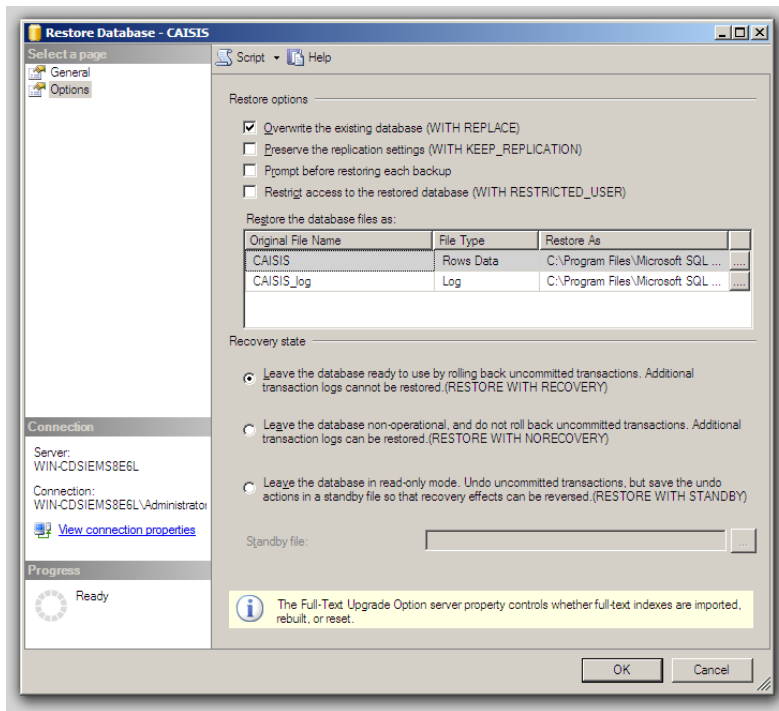 Restore Database - CAISIS
Select a page
General
Options
Script
Help
Restore options
Overwrite the existing database (WITH REPLACE)
Preserve the replication settings (WITH KEEP_REPLICATION)
Prompt before restoring each backup
Restrict access to the restored database (WITH RESTRICTED_USER)
Restore the database files as:
Original File Name File Type Restore As
CAISIS Rows Data C:\Program Files\Microsoft SQL ... ...
CAISIS_log Log C:\Program Files\Microsoft SQL ... ...
Recovery state
Leave the database ready to use by rolling back uncommitted transactions. Additional
transaction logs cannot be restored.(RESTORE WITH RECOVERY)
Leave the database non-operational, and do not roll back uncommitted transactions. Additional
transaction logs can be restored.(RESTORE WITH NORECOVERY)
Leave the database in read-only mode. Undo uncommitted transactions, but save the undo
actions in a standby file so that recovery effects can be reversed.(RESTORE WITH STANDBY)
Standby file:
...
The Full-Text Upgrade Option server property controls whether full-text indexes are imported,
rebuilt, or reset.
Connection
Server:
WIN-CDSIEMS8E6L
Connection:
WIN-CDSIEMS8E6L\Administrator
View connection properties
Progress
Ready
OK
Cancel